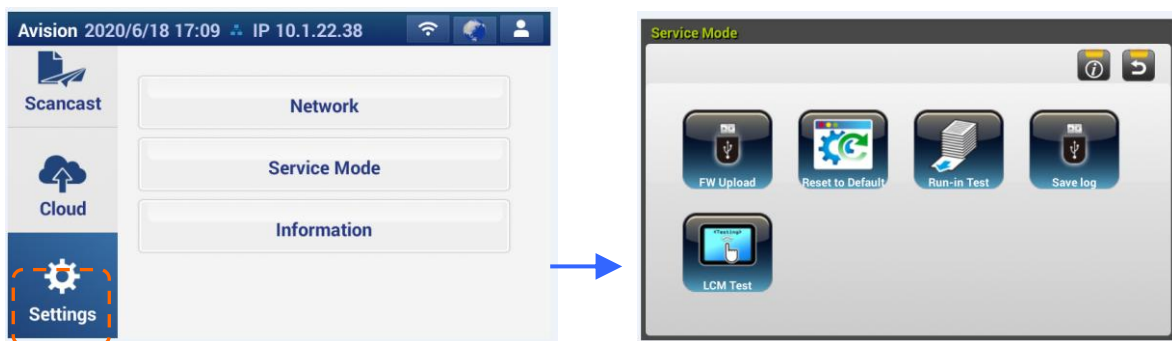 Avision 2020/6/18 17:09 IP 10.1.22.38
Scancast
Cloud
Settings
Network
Service Mode
Information
Service Mode
FW Upload
Reset to Default
Run-in Test
Save log
<Testing>
LCM Test